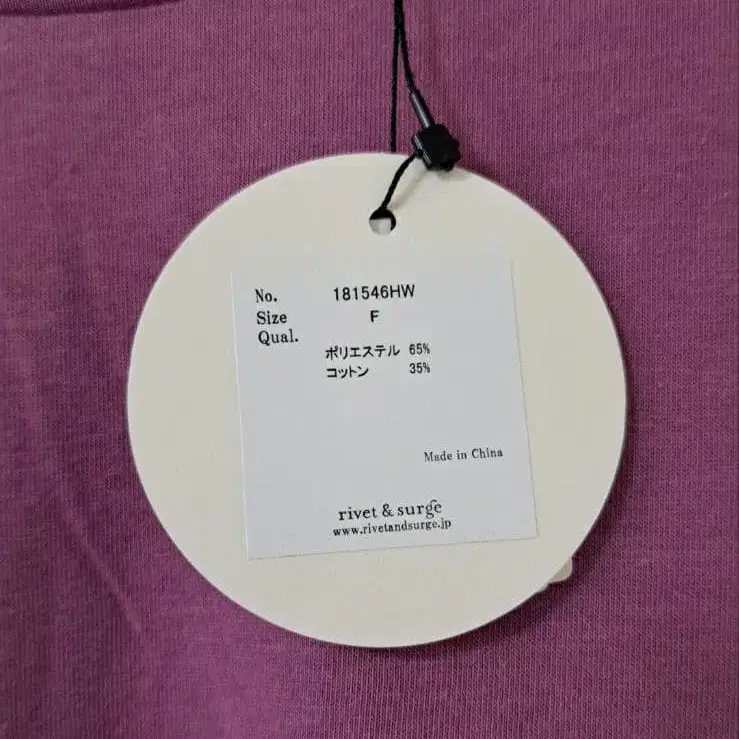 No. 181546HW
Size F
Qual.
ポリエステル 65%
コットン 35%
Made in China
rivet & surge
www.rivetandsurge.jp